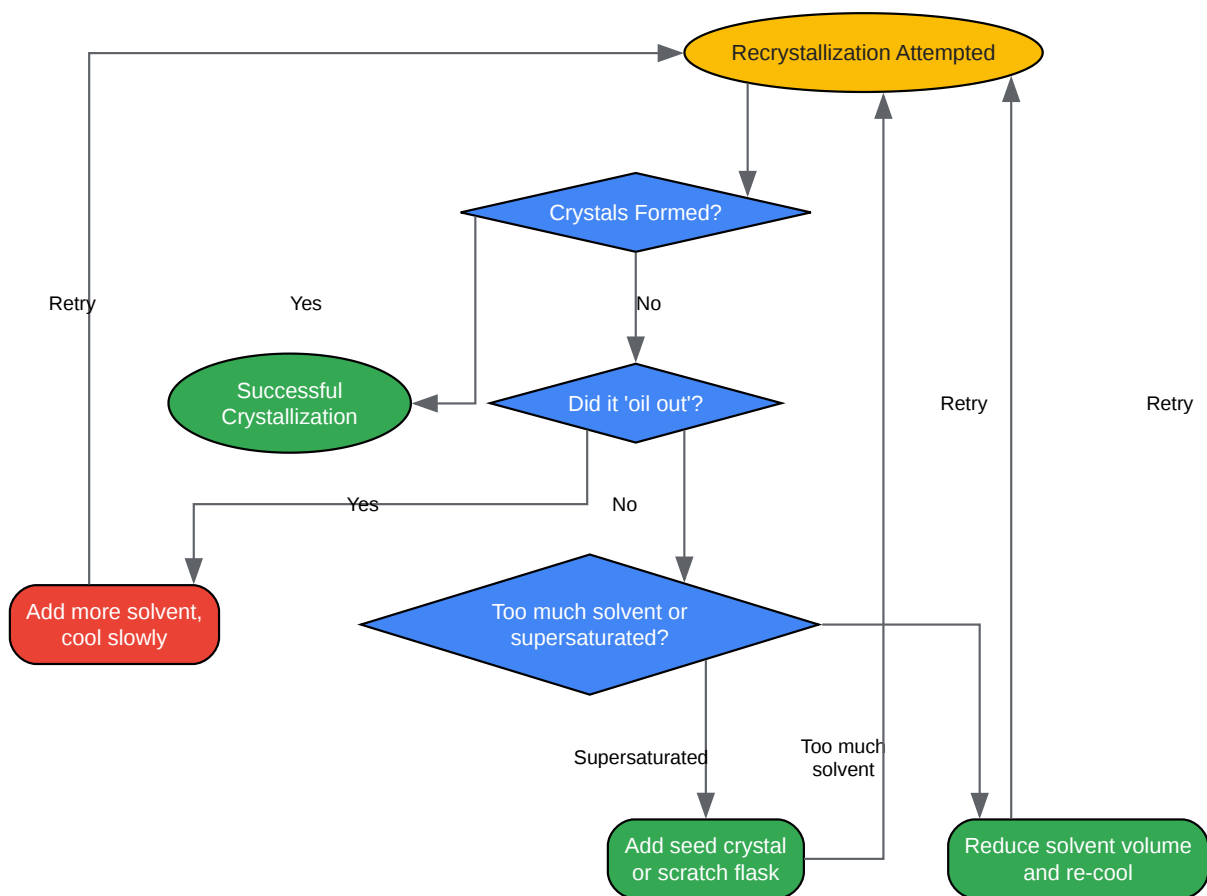 Recrystallization Attempted
Crystals Formed?
Retry
Yes
No
Successful
Crystallization
Did it 'oil out'?
Retry
Retry
Yes
No
Add more solvent,
cool slowly
Too much solvent or
supersaturated?
Supersaturated
Too much
solvent
Add seed crystal
or scratch flask
Reduce solvent volume
and re-cool